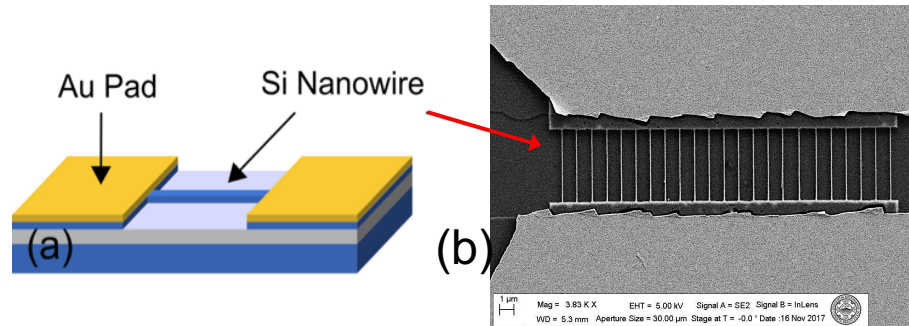 Au Pad
Si Nanowire
(a)
(b)
1 µm
Mag = 3.83 K X EHT = 5.00 kV Signal A = SE2 Signal B = InLens
WD = 5.3 mm Aperture Size = 30.00 µm Stage at T = -0.0 ° Date :16 Nov 2017